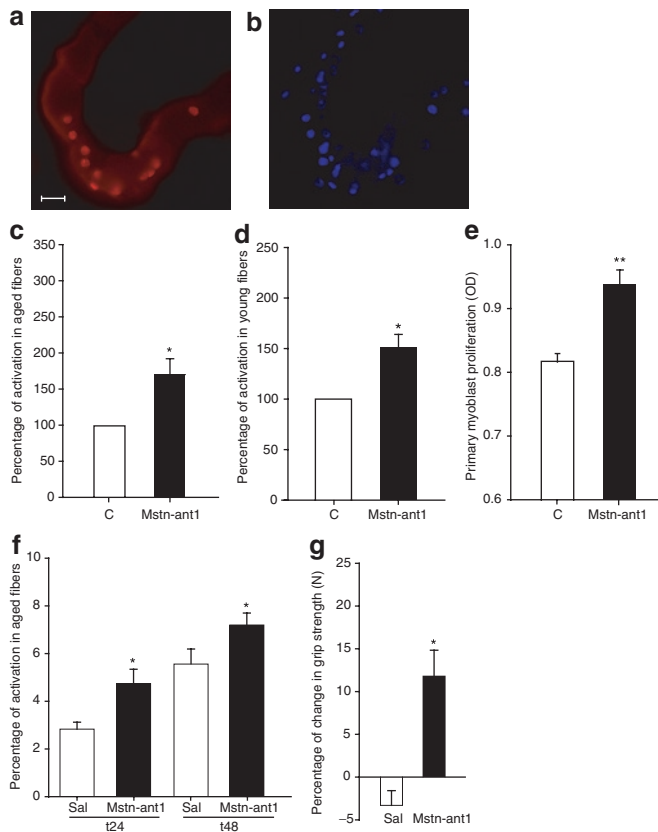 a
b
c
Percentage of activation in aged fibers
350
300
250
200
150
100
50
0
*
C Mstn-ant1
d
Percentage of activation in young fibers
250
200
150
100
50
0
*
C Mstn-ant1
e
Primary myoblast proliferation (OD)
1.0
0.9
0.8
0.7
0.6
**
C Mstn-ant1
f
Percentage of activation in aged fibers
10
8
6
4
2
0
*
*
Sal Mstn-ant1 Sal Mstn-ant1
t24 t48
g
Percentage of change in grip strength (N)
25
20
15
10
5
0
−5
*
Sal Mstn-ant1